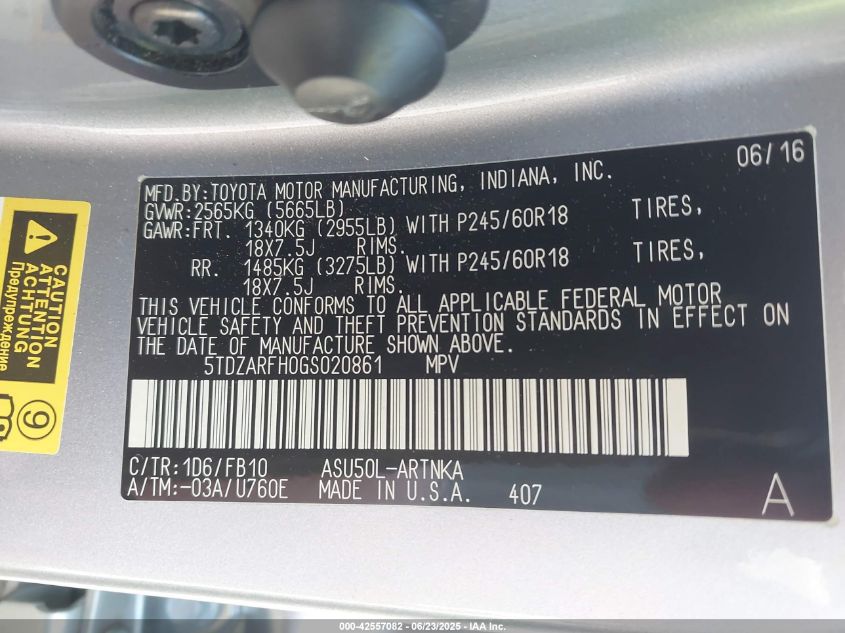 06/16
MFD.BY:TOYOTA MOTOR MANUFACTURING, INDIANA, INC.
GVWR:2565KG (5665LB)
GAWR:FRT. 1340KG (2955LB) WITH P245/60R18 TIRES,
18X7.5J RIMS.
RR. 1485KG (3275LB) WITH P245/60R18 TIRES,
18X7.5J RIMS.
THIS VEHICLE CONFORMS TO ALL APPLICABLE FEDERAL MOTOR
VEHICLE SAFETY AND THEFT PREVENTION STANDARDS IN EFFECT ON
THE DATE OF MANUFACTURE SHOWN ABOVE.
5TDZARFH0GS020861 MPV
C/TR:1D6/FB10 ASU50L-ARTNKA
A/TM:-03A/U760E MADE IN U.S.A. 407 A
CAUTION
ATTENTION
ACHTUNG
Предупреждение
9
000-42557082 - 06/23/2025 - IAA Inc.